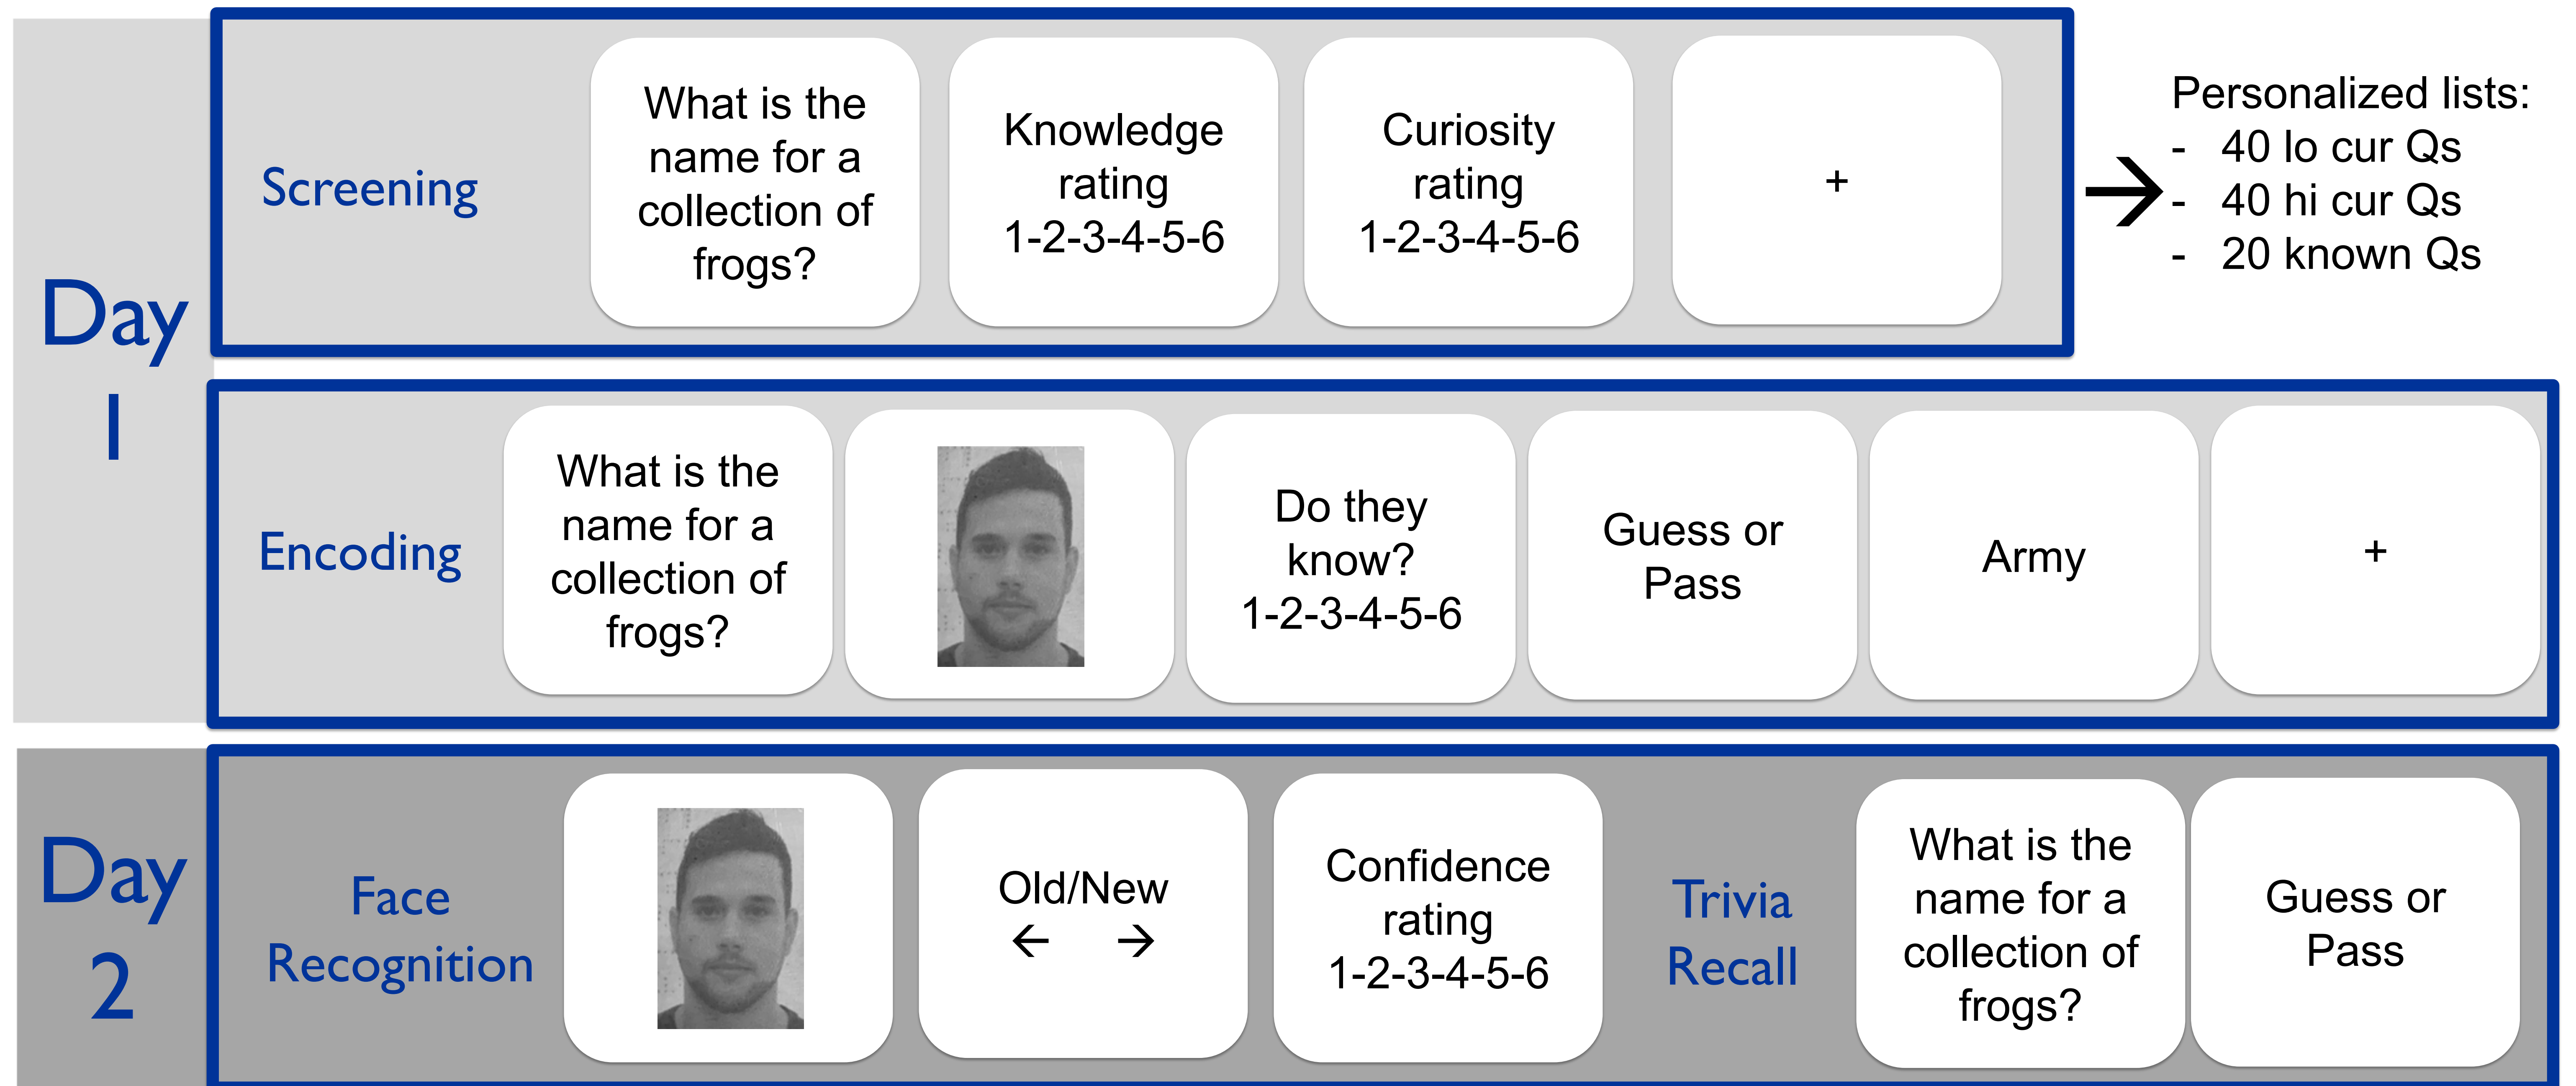 Day
1
Screening
What is the
name for a
collection of
frogs?
Knowledge
rating
1-2-3-4-5-6
Curiosity
rating
1-2-3-4-5-6
+
→
Personalized lists:
- 40 lo cur Qs
- 40 hi cur Qs
- 20 known Qs
Encoding
What is the
name for a
collection of
frogs?
Do they
know?
1-2-3-4-5-6
Guess or
Pass
Army
+
Day
2
Face
Recognition
Old/New
← →
Confidence
rating
1-2-3-4-5-6
Trivia
Recall
What is the
name for a
collection of
frogs?
Guess or
Pass